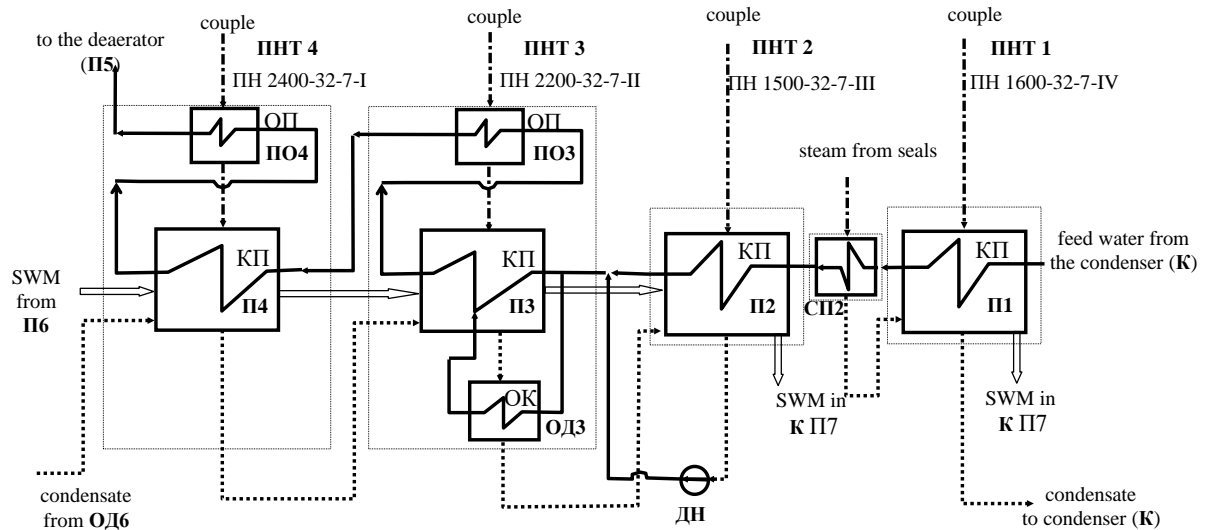 couple
couple
couple
couple
to the deaerator
(П5)
ПНТ 4
ПН 2400-32-7-I
ПНТ 3
ПН 2200-32-7-II
ПНТ 2
ПН 1500-32-7-III
ПНТ 1
ПН 1600-32-7-IV
ОП
ПО4
ОП
ПО3
steam from seals
КП
П4
КП
П3
КП
П2
СП2
КП
П1
feed water from
the condenser (К)
SWM
from
П6
ОК
ОД3
SWM in
К П7
SWM in
К П7
ДН
condensate
from ОД6
condensate
to condenser (К)